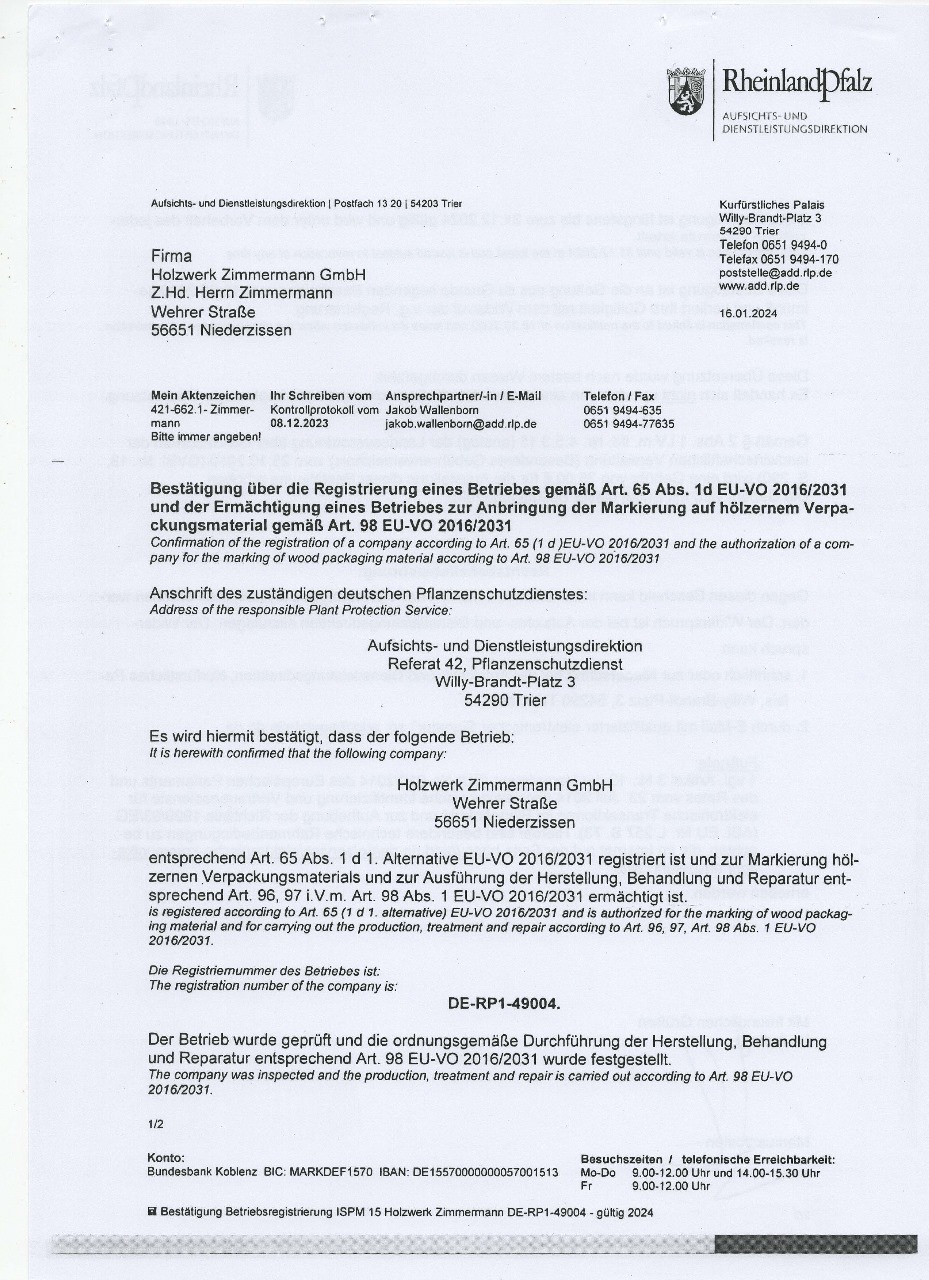 RheinlandPfalz
AUFSICHTS- UND
DIENSTLEISTUNGSDIREKTION
Aufsichts- und Dienstleistungsdirektion | Postfach 13 20 | 54203 Trier
Kurfürstliches Palais
Willy-Brandt-Platz 3
54290 Trier
Telefon 0651 9494-0
Telefax 0651 9494-170
poststelle@add.rlp.de
www.add.rlp.de
16.01.2024
Firma
Holzwerk Zimmermann GmbH
Z.Hd. Herrn Zimmermann
Wehrer Straße
56651 Niederzissen
Mein Aktenzeichen Ihr Schreiben vom Ansprechpartner/-in / E-Mail Telefon / Fax
421-662.1- Zimmer- Kontrollprotokoll vom Jakob Wallenborn 0651 9494-635
mann 08.12.2023 jakob.wallenborn@add.rlp.de 0651 9494-77635
Bitte immer angeben!
Bestätigung über die Registrierung eines Betriebes gemäß Art. 65 Abs. 1d EU-VO 2016/2031
und der Ermächtigung eines Betriebes zur Anbringung der Markierung auf hölzernem Verpa-
ckungsmaterial gemäß Art. 98 EU-VO 2016/2031
Confirmation of the registration of a company according to Art. 65 (1 d )EU-VO 2016/2031 and the authorization of a com-
pany for the marking of wood packaging material according to Art. 98 EU-VO 2016/2031
Anschrift des zuständigen deutschen Pflanzenschutzdienstes:
Address of the responsible Plant Protection Service:
Aufsichts- und Dienstleistungsdirektion
Referat 42, Pflanzenschutzdienst
Willy-Brandt-Platz 3
54290 Trier
Es wird hiermit bestätigt, dass der folgende Betrieb:
It is herewith confirmed that the following company:
Holzwerk Zimmermann GmbH
Wehrer Straße
56651 Niederzissen
entsprechend Art. 65 Abs. 1 d 1. Alternative EU-VO 2016/2031 registriert ist und zur Markierung höl-
zernen Verpackungsmaterials und zur Ausführung der Herstellung, Behandlung und Reparatur ent-
sprechend Art. 96, 97 i.V.m. Art. 98 Abs. 1 EU-VO 2016/2031 ermächtigt ist.
is registered according to Art. 65 (1 d 1. alternative) EU-VO 2016/2031 and is authorized for the marking of wood packag-
ing material and for carrying out the production, treatment and repair according to Art. 96, 97, Art. 98 Abs. 1 EU-VO
2016/2031.
Die Registriernummer des Betriebes ist:
The registration number of the company is:
DE-RP1-49004.
Der Betrieb wurde geprüft und die ordnungsgemäße Durchführung der Herstellung, Behandlung
und Reparatur entsprechend Art. 98 EU-VO 2016/2031 wurde festgestellt.
The company was inspected and the production, treatment and repair is carried out according to Art. 98 EU-VO
2016/2031.
1/2
Konto:
Bundesbank Koblenz BIC: MARKDEF1570 IBAN: DE15570000000057001513
Besuchszeiten / telefonische Erreichbarkeit:
Mo-Do 9.00-12.00 Uhr und 14.00-15.30 Uhr
Fr 9.00-12.00 Uhr
Bestätigung Betriebsregistrierung ISPM 15 Holzwerk Zimmermann DE-RP1-49004 - gültig 2024